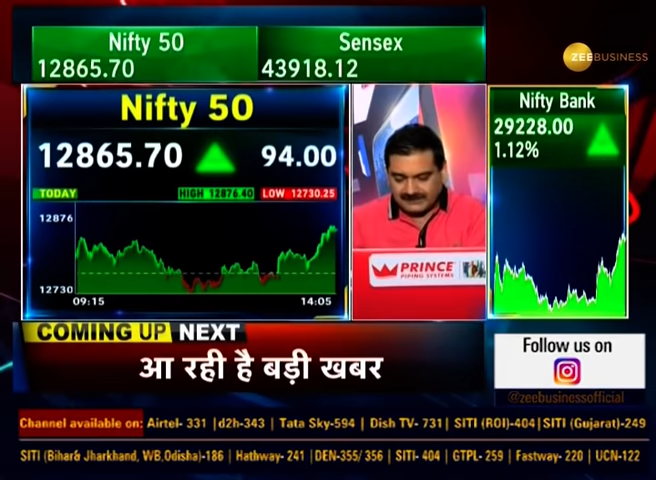 Nifty 50
12865.70
Sensex
43918.12
ZEEBUSINESS
Nifty 50
12865.70
94.00
TODAY
HIGH 12876.40
LOW 12730.25
12876
12730
09:15
14:05
PRINCE
PIPING SYSTEMS
Nifty Bank
29228.00
1.12%
COMING UP NEXT
आ रही है बड़ी खबर
Follow us on
@zeebusinessofficial
Channel available on: Airtel- 331 | d2h-343 | Tata Sky-594 | Dish TV- 731 | SITI (ROI)-404 | SITI (Gujarat)-249
SITI (Bihar& Jharkhand, WB,Odisha)-186 | Hathway- 241 | DEN-355/ 356 | SITI- 404 | GTPL- 259 | Fastway- 220 | UCN-122